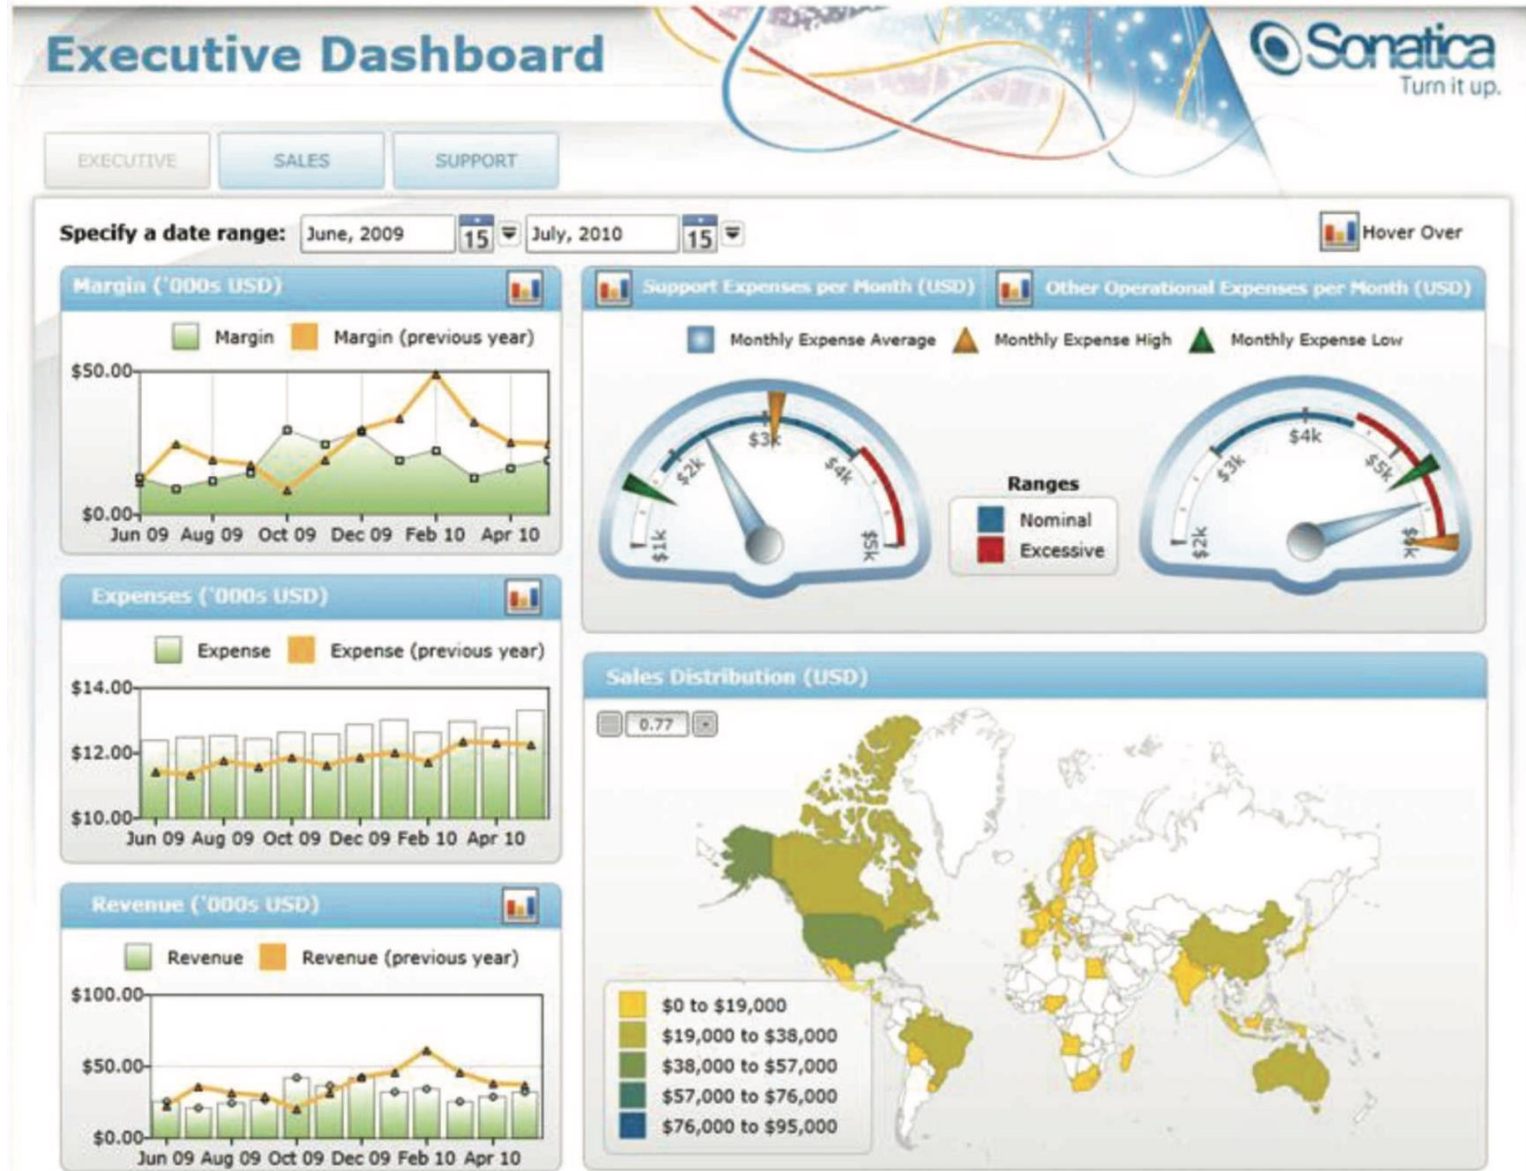 Executive Dashboard
Sonatica
Turn it up.
EXECUTIVE
SALES
SUPPORT
Specify a date range:
June, 2009
15
July, 2010
15
Hover Over
Margin ('000s USD)
Margin
Margin (previous year)
$50.00
$0.00
Jun 09 Aug 09 Oct 09 Dec 09 Feb 10 Apr 10
Expenses ('000s USD)
Expense
Expense (previous year)
$14.00
$12.00
$10.00
Jun 09 Aug 09 Oct 09 Dec 09 Feb 10 Apr 10
Revenue ('000s USD)
Revenue
Revenue (previous year)
$100.00
$50.00
$0.00
Jun 09 Aug 09 Oct 09 Dec 09 Feb 10 Apr 10
Support Expenses per Month (USD)
Other Operational Expenses per Month (USD)
Monthly Expense Average
Monthly Expense High
Monthly Expense Low
$1k
$2k
$3k
$4k
$5k
Ranges
Nominal
Excessive
$2k
$3k
$4k
$5k
$6k
Sales Distribution (USD)
0.77
$0 to $19,000
$19,000 to $38,000
$38,000 to $57,000
$57,000 to $76,000
$76,000 to $95,000